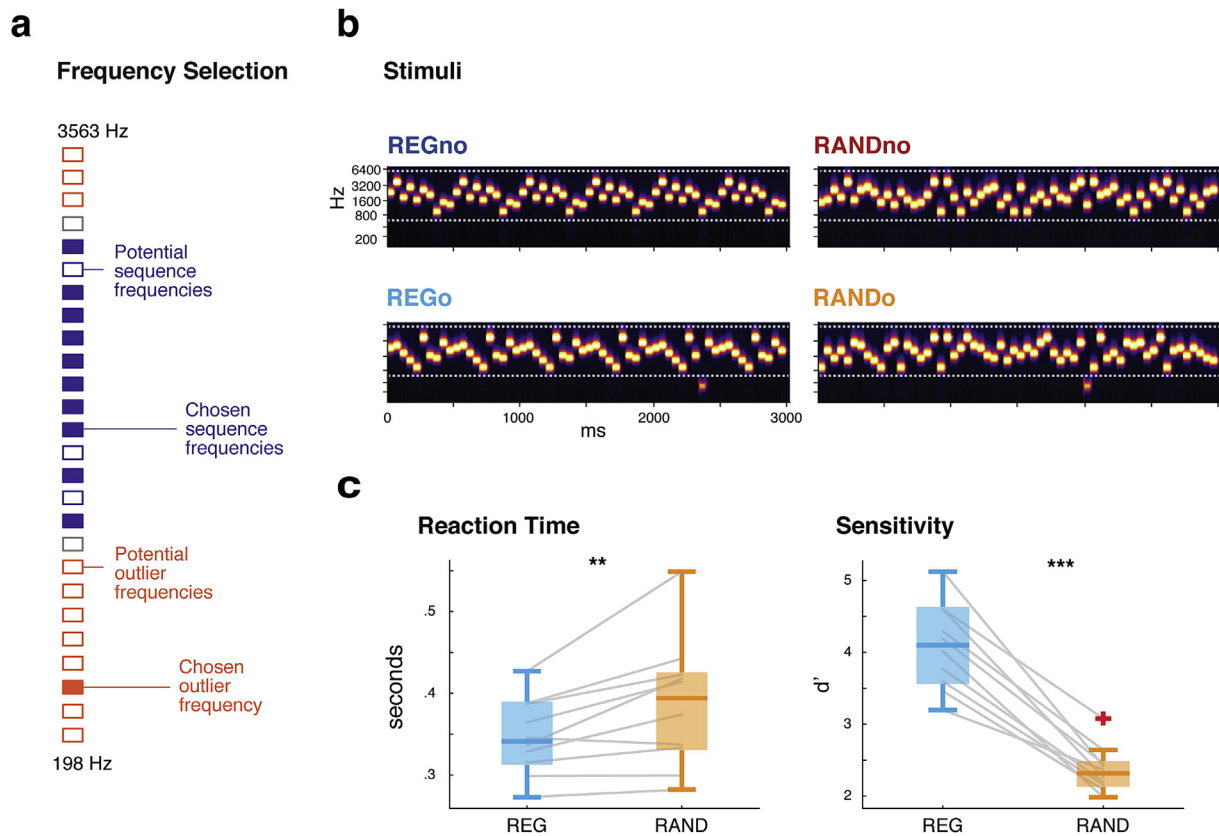 a
Frequency Selection
3563 Hz
Potential
sequence
frequencies
Chosen
sequence
frequencies
Potential
outlier
frequencies
Chosen
outlier
frequency
198 Hz
b
Stimuli
REGno
RANDno
Hz
6400
3200
1600
800
200
REGo
RANDo
0
1000
2000
3000
ms
c
Reaction Time
**
seconds
.5
.4
.3
REG
RAND
Sensitivity
***
d'
5
4
3
2
REG
RAND